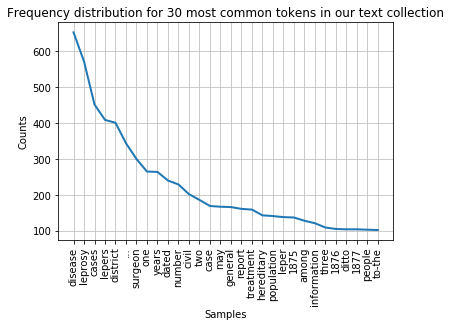 Frequency distribution for 30 most common tokens in our text collection
Counts
600
500
400
300
200
100
disease
leprosy
cases
lepers
district
...
surgeon
one
years
dated
number
civil
two
case
may
general
report
treatment
hereditary
population
leper
1875
among
information
three
1876
ditto
1877
people
to-the
Samples